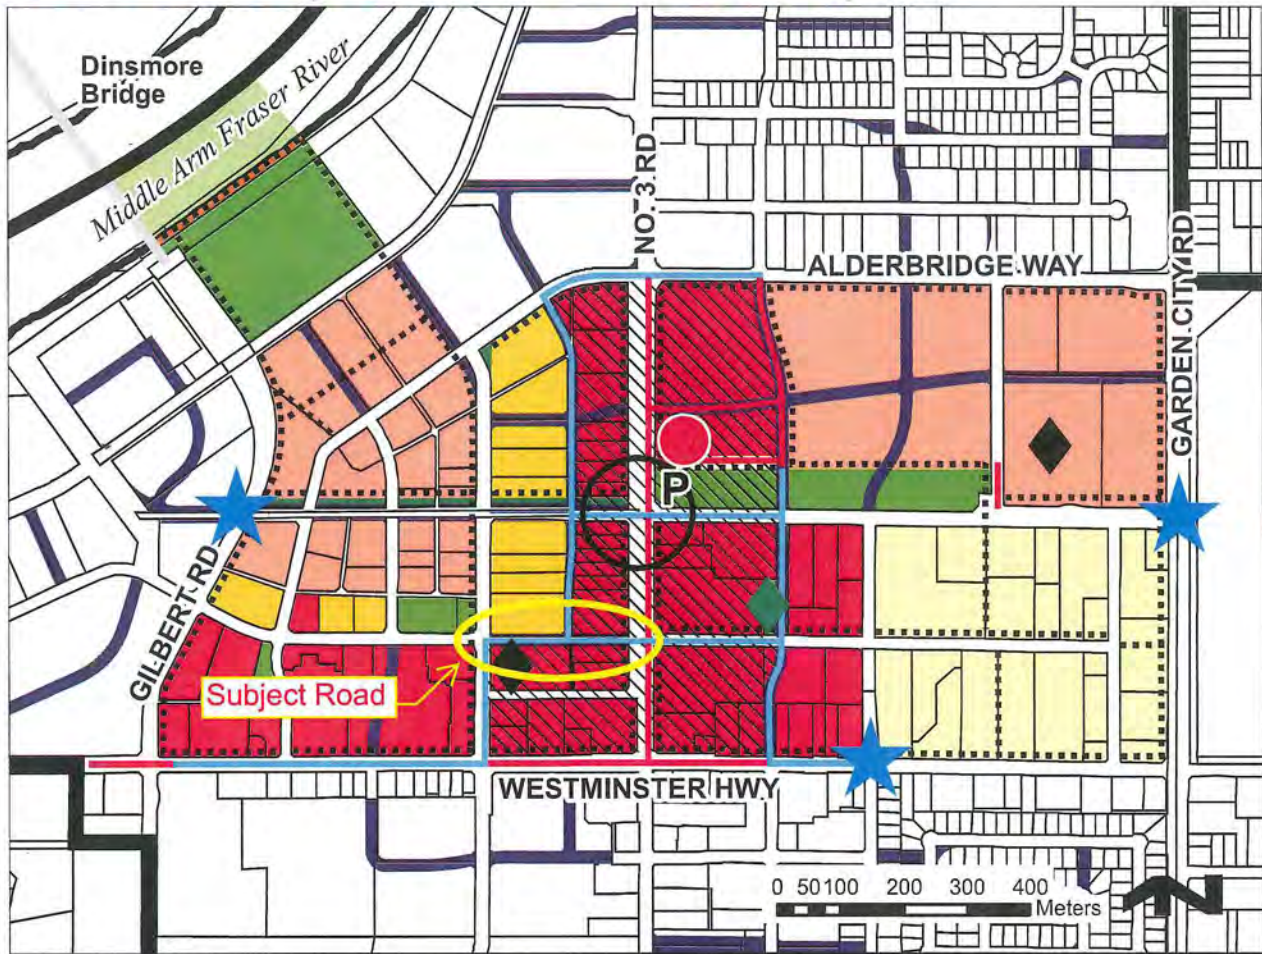 Dinsmore
Bridge
Middle Arm Fraser River
NO. 3 RD
ALDERBRIDGE WAY
GARDEN CITY RD
P
GILBERT RD
Subject Road
WESTMINSTER HWY
0 50 100 200 300 400
Meters